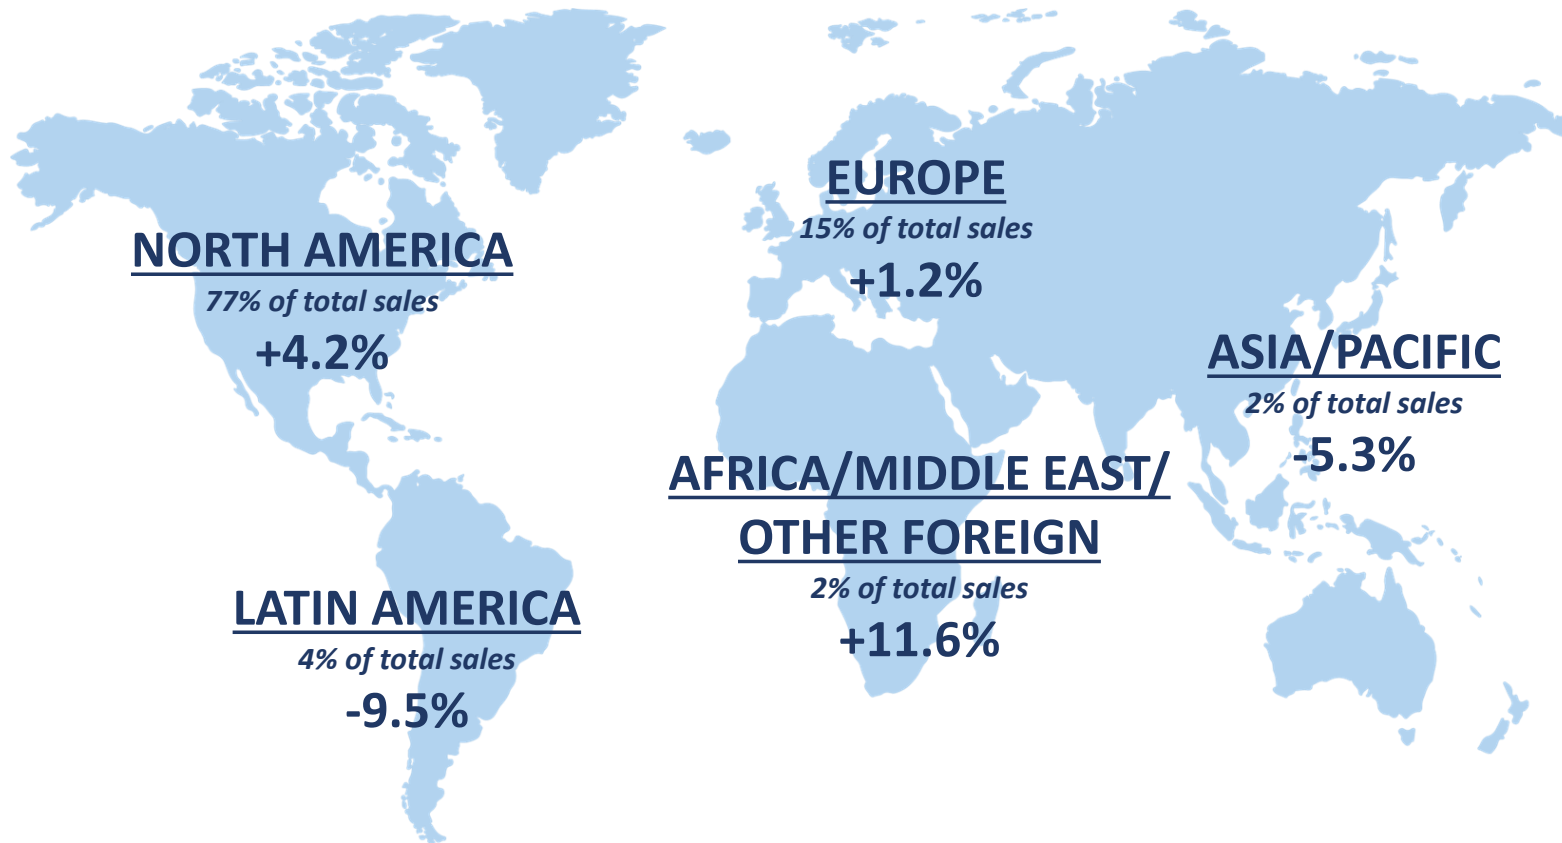 NORTH AMERICA
77% of total sales
+4.2%
EUROPE
15% of total sales
+1.2%
ASIA/PACIFIC
2% of total sales
-5.3%
AFRICA/MIDDLE EAST/
OTHER FOREIGN
2% of total sales
+11.6%
LATIN AMERICA
4% of total sales
-9.5%